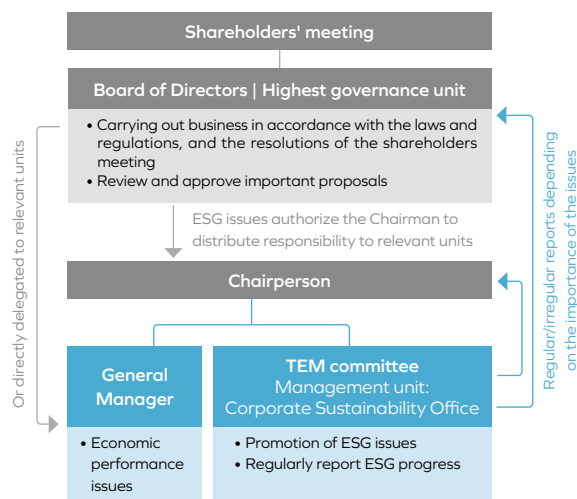 Shareholders' meeting
Board of Directors | Highest governance unit
• Carrying out business in accordance with the laws and
regulations, and the resolutions of the shareholders
meeting
• Review and approve important proposals
Or directly delegated to relevant units
Regular/irregular reports depending
on the importance of the issues
ESG issues authorize the Chairman to
distribute responsibility to relevant units
Chairperson
General
Manager
• Economic
performance
issues
TEM committee
Management unit:
Corporate Sustainability Office
• Promotion of ESG issues
• Regularly report ESG progress